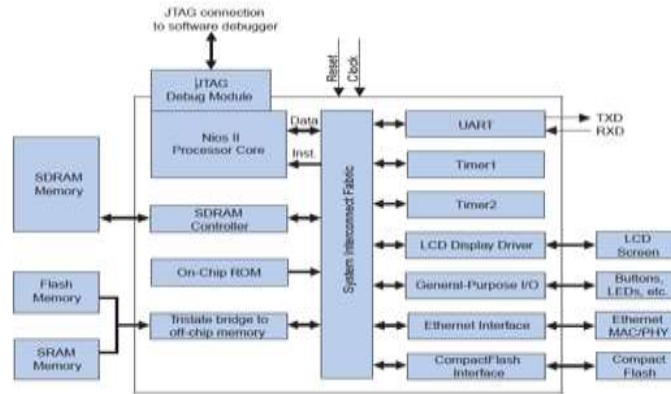 JTAG connection
to software debugger
Reset
Clock
JTAG
Debug Module
Nios II
Processor Core
Data
Inst.
SDRAM
Memory
SDRAM
Controller
On-Chip ROM
Flash
Memory
SRAM
Memory
Tristate bridge to
off-chip memory
System Interconnect Fabric
UART
TXD
RXD
Timer1
Timer2
LCD Display Driver
LCD
Screen
General-Purpose I/O
Buttons,
LEDs, etc.
Ethernet Interface
Ethernet
MAC/PHY
CompactFlash
Interface
Compact
Flash